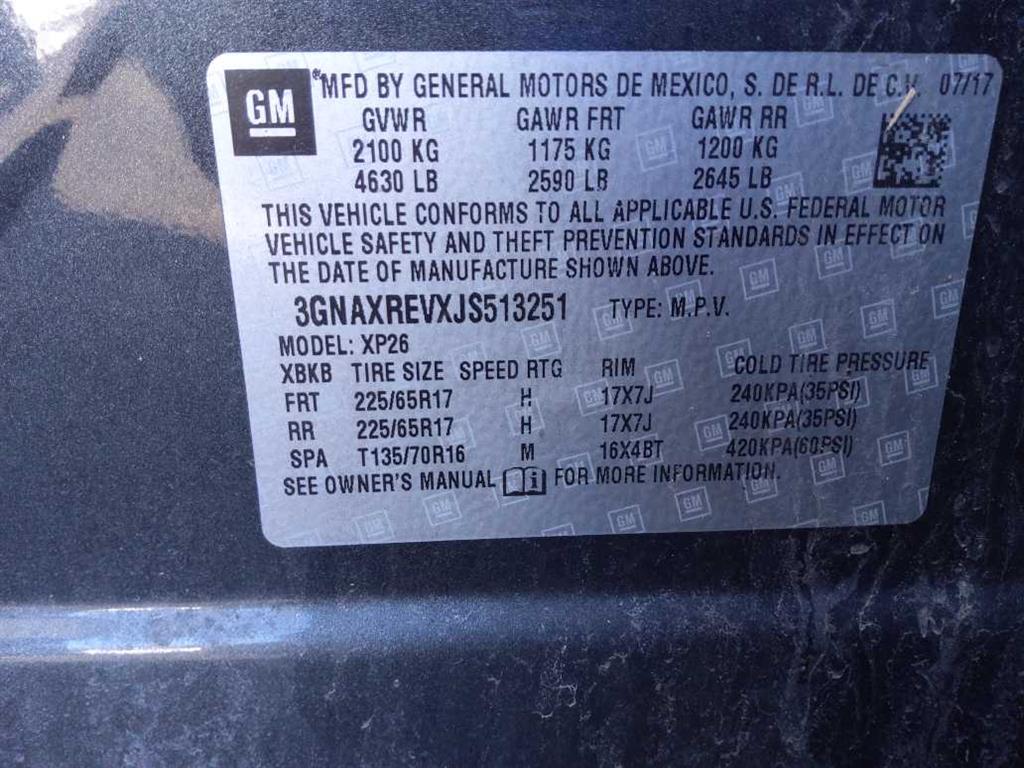 GM
*MFD BY GENERAL MOTORS DE MEXICO, S. DE R.L. DE C.V. 07/17
GVWR GAWR FRT GAWR RR
2100 KG 1175 KG 1200 KG
4630 LB 2590 LB 2645 LB
THIS VEHICLE CONFORMS TO ALL APPLICABLE U.S. FEDERAL MOTOR
VEHICLE SAFETY AND THEFT PREVENTION STANDARDS IN EFFECT ON
THE DATE OF MANUFACTURE SHOWN ABOVE.
3GNAXREVXJS513251 TYPE: M.P.V.
MODEL: XP26
XBKB TIRE SIZE SPEED RTG RIM COLD TIRE PRESSURE
FRT 225/65R17 H 17X7J 240KPA(35PSI)
RR 225/65R17 H 17X7J 240KPA(35PSI)
SPA T135/70R16 M 16X4BT 420KPA(60PSI)
SEE OWNER'S MANUAL FOR MORE INFORMATION.